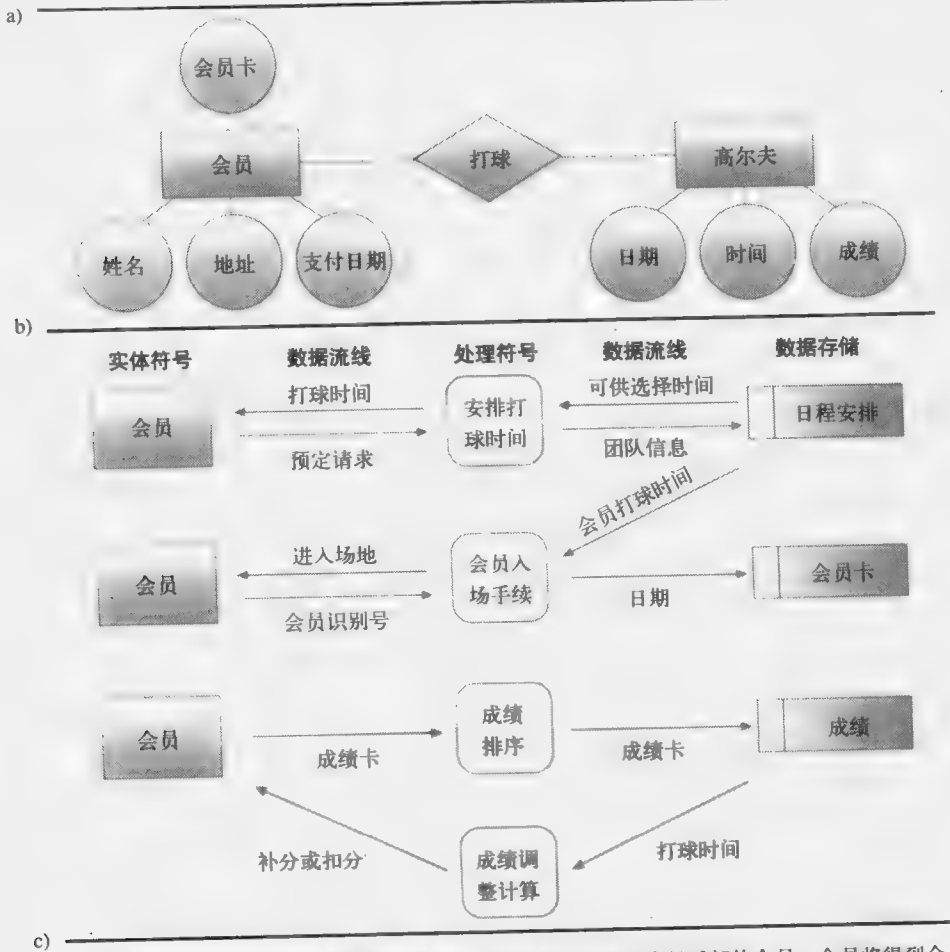 a)
会员卡
会员
打球
高尔夫
姓名
地址
支付日期
日期
时间
成绩
b)
实体符号
数据流线
处理符号
数据流线
数据存储
打球时间
可供选择时间
会员
安排打
球时间
日程安排
预定请求
团队信息
会员打球时间
进入场地
会员入
场手续
会员
会员卡
会员识别号
日期
会员
成绩
排序
成绩
成绩卡
成绩卡
补分或扣分
成绩调
整计算
打球时间
c)